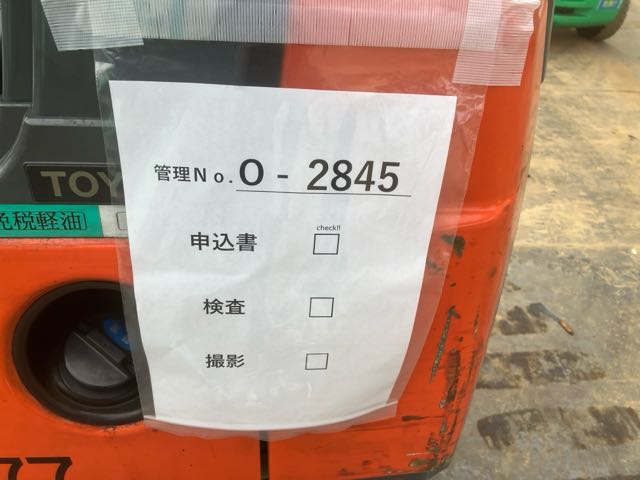 管理No. O - 2845
check!!
申込書 □
検査 □
撮影 □
TOY
免税軽油
77